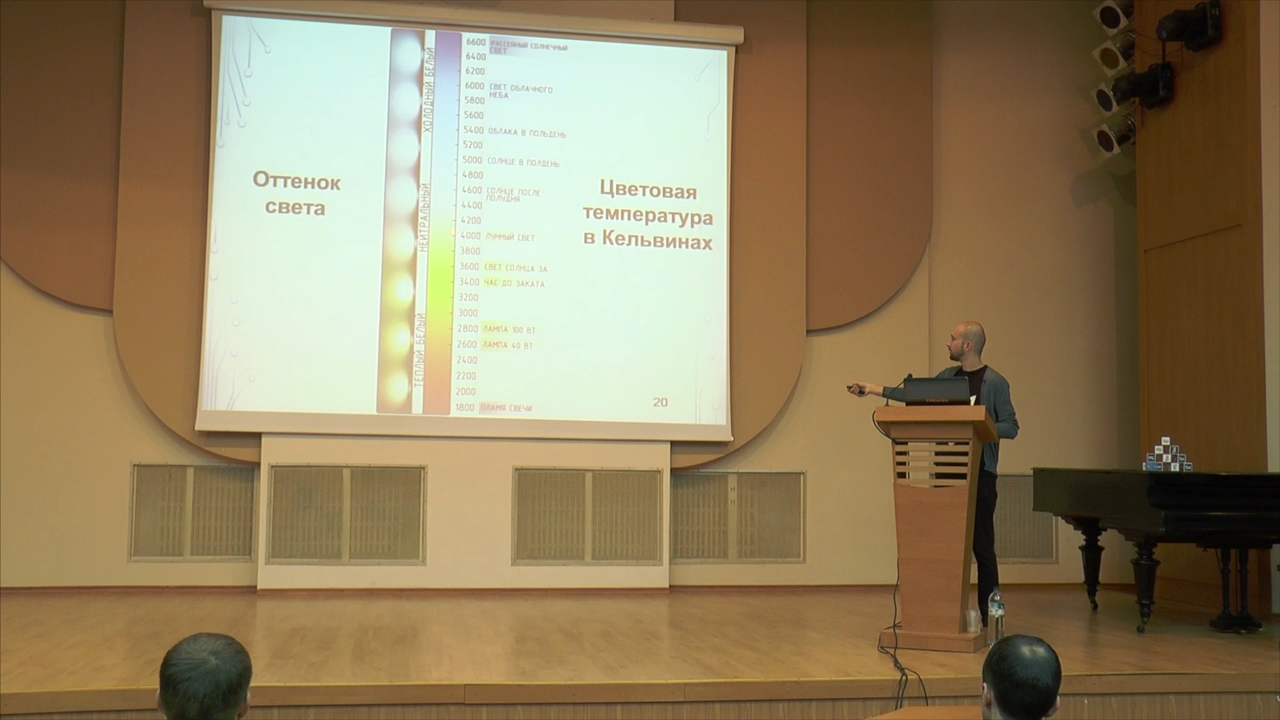 Оттенок
света
ХОЛОДНЫЙ БЕЛЫЙ
НЕЙТРАЛЬНЫЙ
ТЕПЛЫЙ БЕЛЫЙ
6600 РАССЕЯНЫЙ СОЛНЕЧНЫЙ
СВЕТ
6400
6200
6000 СВЕТ ОБЛАЧНОГО
НЕБА
5800
5600
5400 ОБЛАКА В ПОЛЬДЕНЬ
5200
5000 СОЛНЦЕ В ПОЛДЕНЬ
4800
4600 СОЛНЦЕ ПОСЛЕ
ПОЛУДНЯ
4400
4200
4000 ЛУННЫЙ СВЕТ
3800
3600 СВЕТ СОЛНЦА ЗА
3400 ЧАС ДО ЗАКАТА
3200
3000
2800 ЛАМПА 100 ВТ
2600 ЛАМПА 40 ВТ
2400
2200
2000
1800 ПЛАМЯ СВЕЧИ
Цветовая
температура
в Кельвинах
20